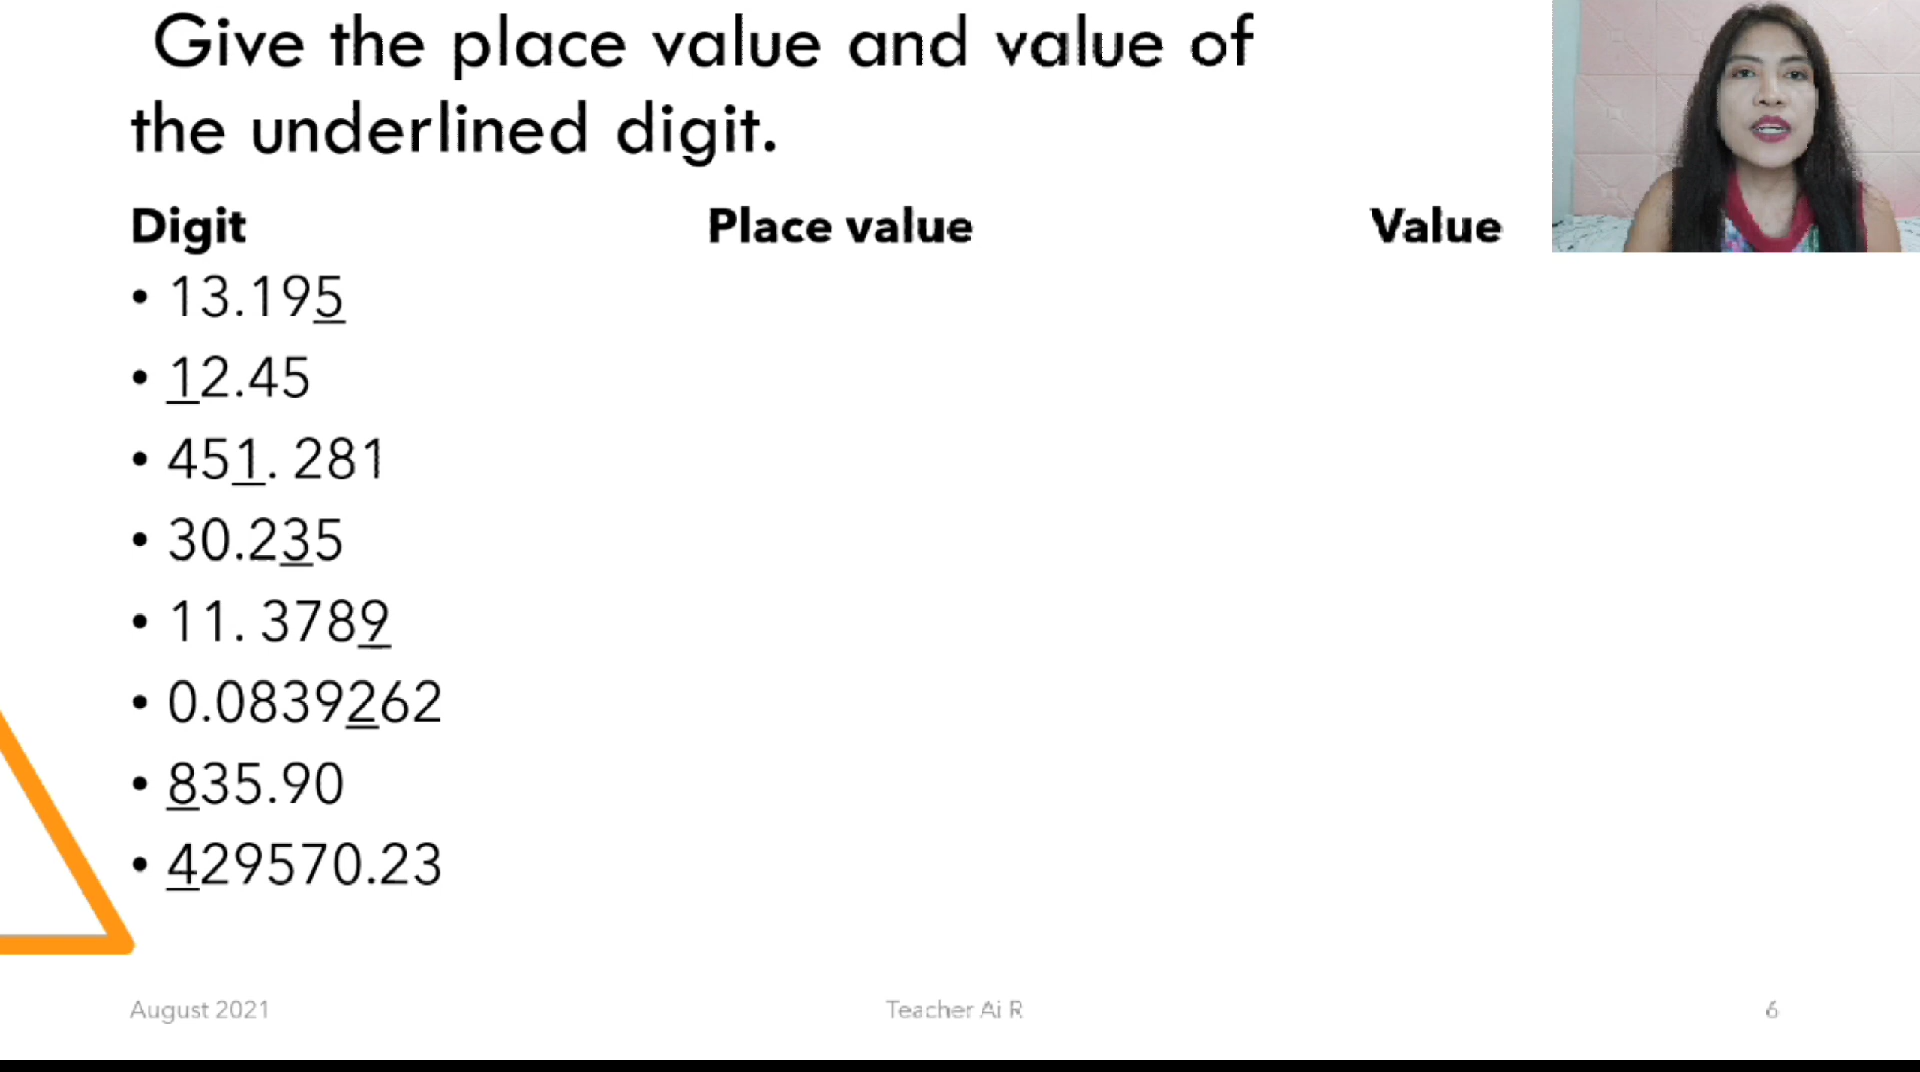 Give the place value and value of
the underlined digit.
Digit Place value Value
• 13.195
• 12.45
• 451. 281
• 30.235
• 11. 3789
• 0.0839262
• 835.90
• 429570.23
August 2021 Teacher Ai R 6